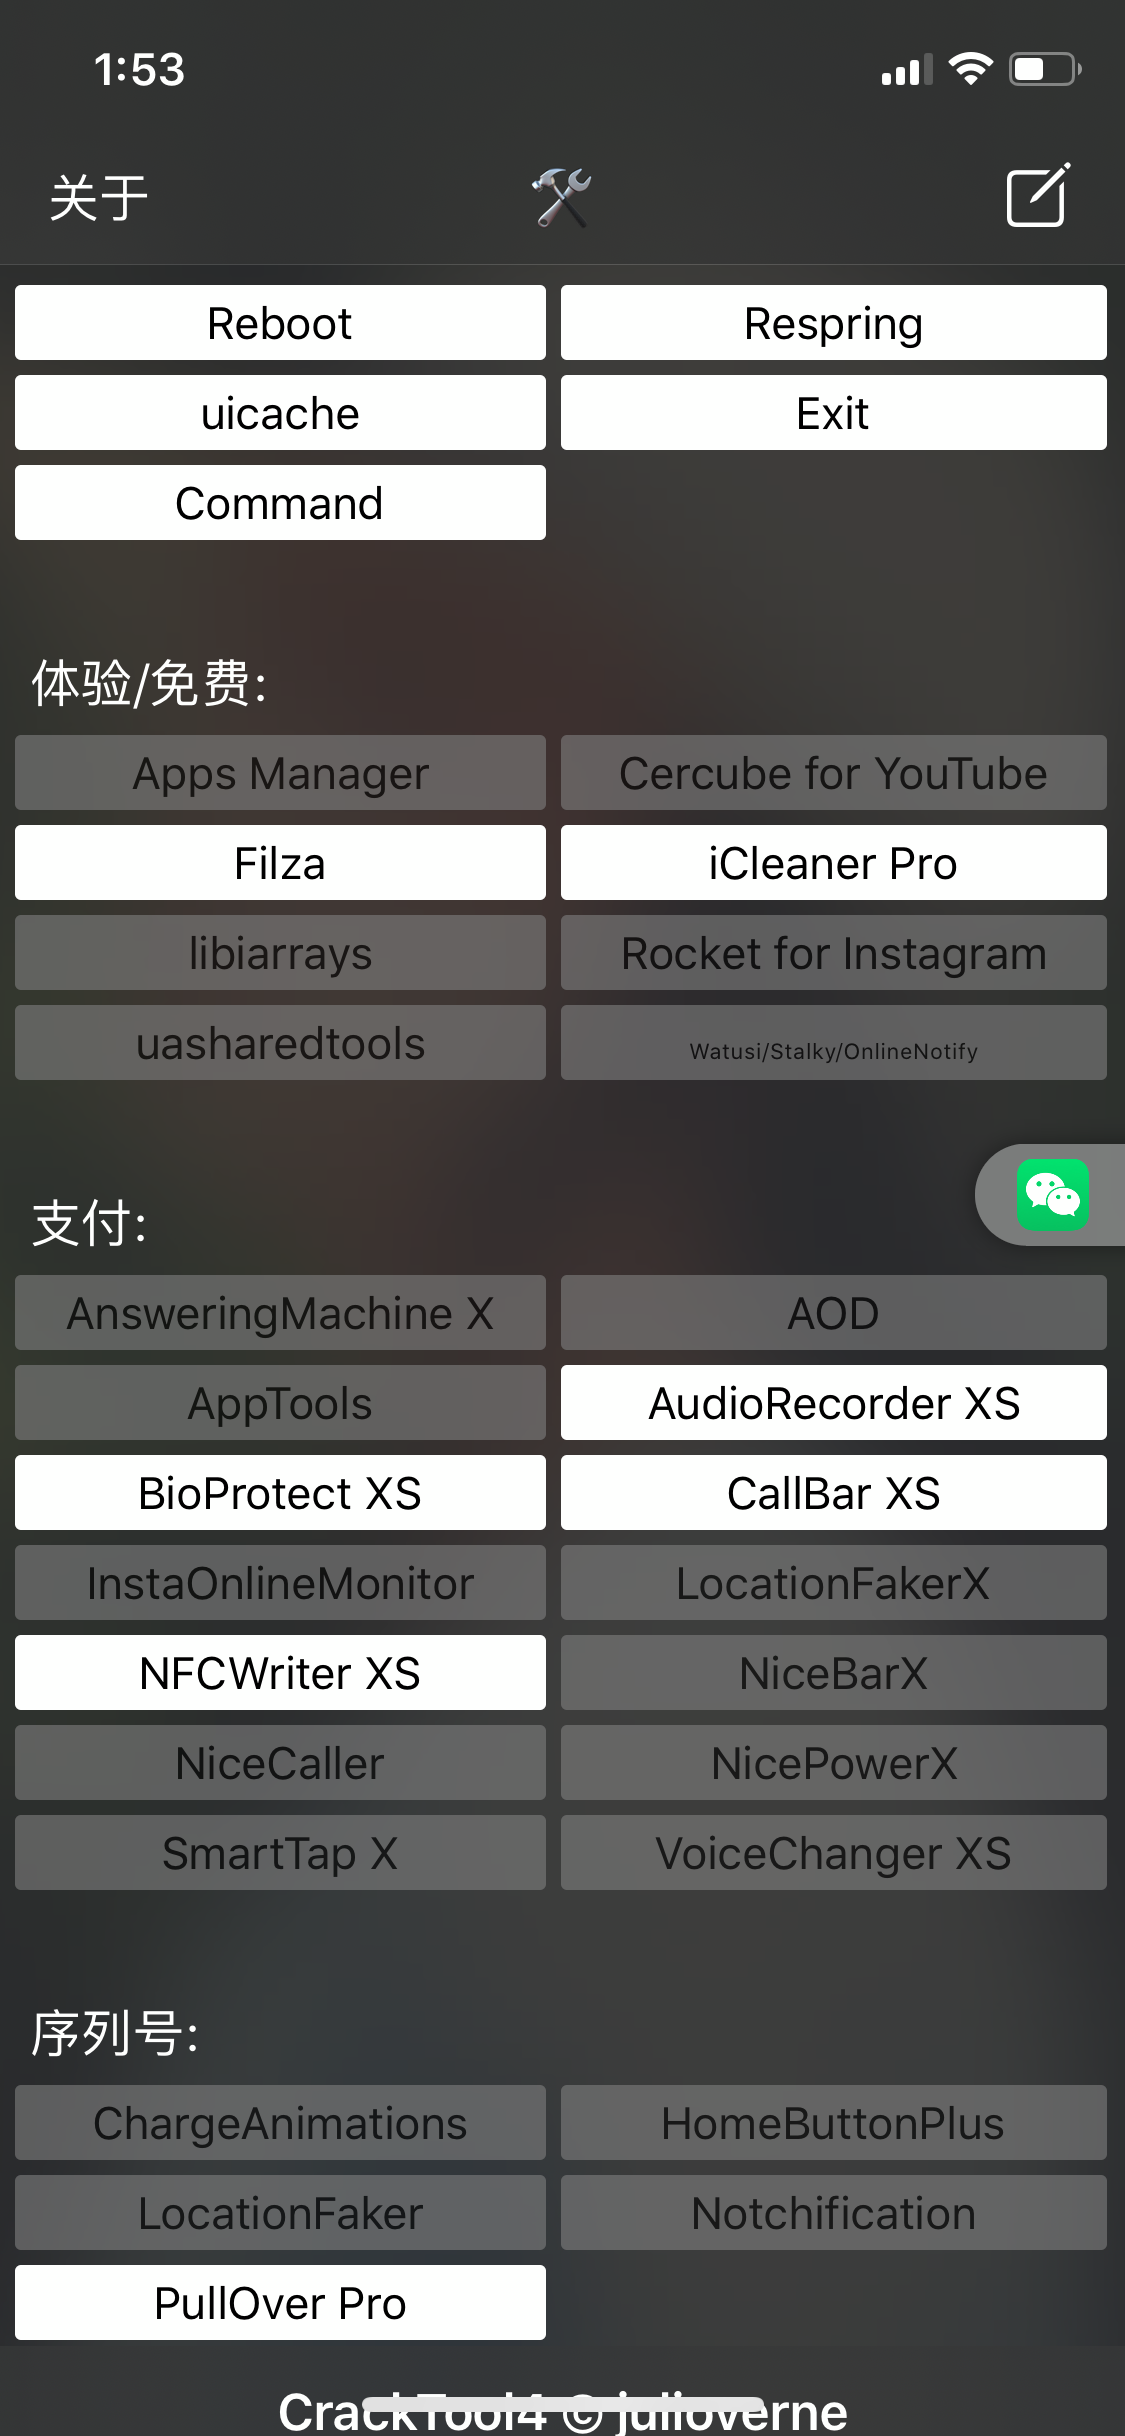 1:53
关于
Reboot
Respring
uicache
Exit
Command
体验/免费:
Apps Manager
Cercube for YouTube
Filza
iCleaner Pro
libiarrays
Rocket for Instagram
uasharedtools
Watusi/Stalky/OnlineNotify
支付:
AnsweringMachine X
AOD
AppTools
AudioRecorder XS
BioProtect XS
CallBar XS
InstaOnlineMonitor
LocationFakerX
NFCWriter XS
NiceBarX
NiceCaller
NicePowerX
SmartTap X
VoiceChanger XS
序列号:
ChargeAnimations
HomeButtonPlus
LocationFaker
Notchification
PullOver Pro
CrackTool4 © julioverne